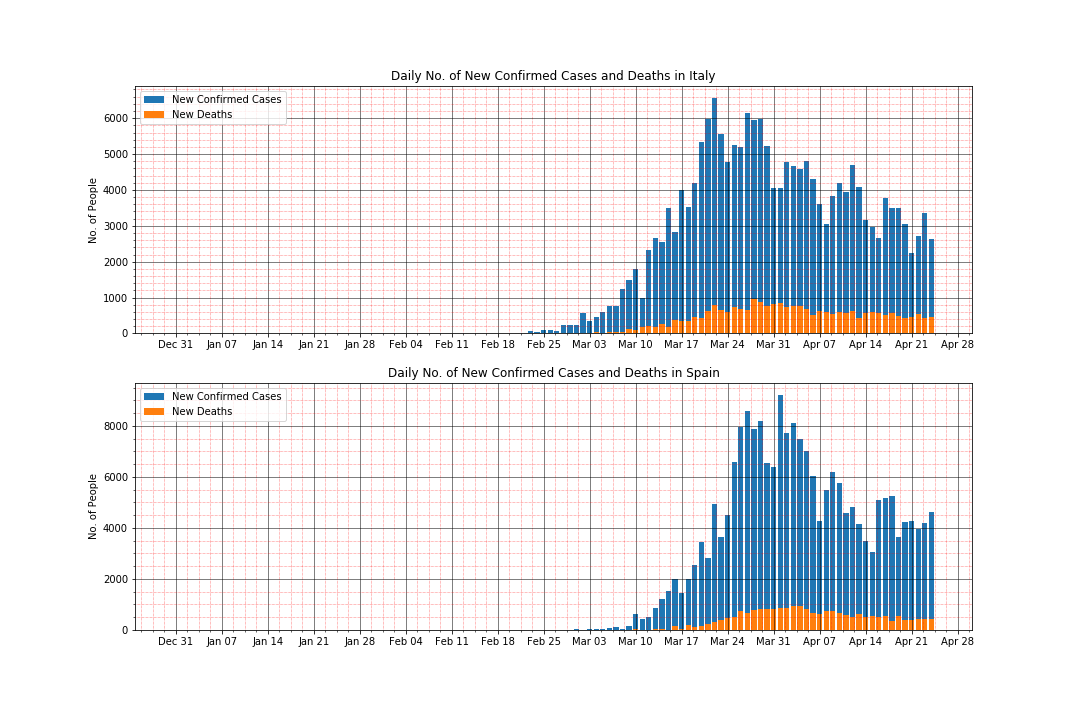 Daily No. of New Confirmed Cases and Deaths in Italy
New Confirmed Cases
New Deaths
No. of People
6000
5000
4000
3000
2000
1000
0
Dec 31 Jan 07 Jan 14 Jan 21 Jan 28 Feb 04 Feb 11 Feb 18 Feb 25 Mar 03 Mar 10 Mar 17 Mar 24 Mar 31 Apr 07 Apr 14 Apr 21 Apr 28
Daily No. of New Confirmed Cases and Deaths in Spain
New Confirmed Cases
New Deaths
No. of People
8000
6000
4000
2000
0
Dec 31 Jan 07 Jan 14 Jan 21 Jan 28 Feb 04 Feb 11 Feb 18 Feb 25 Mar 03 Mar 10 Mar 17 Mar 24 Mar 31 Apr 07 Apr 14 Apr 21 Apr 28